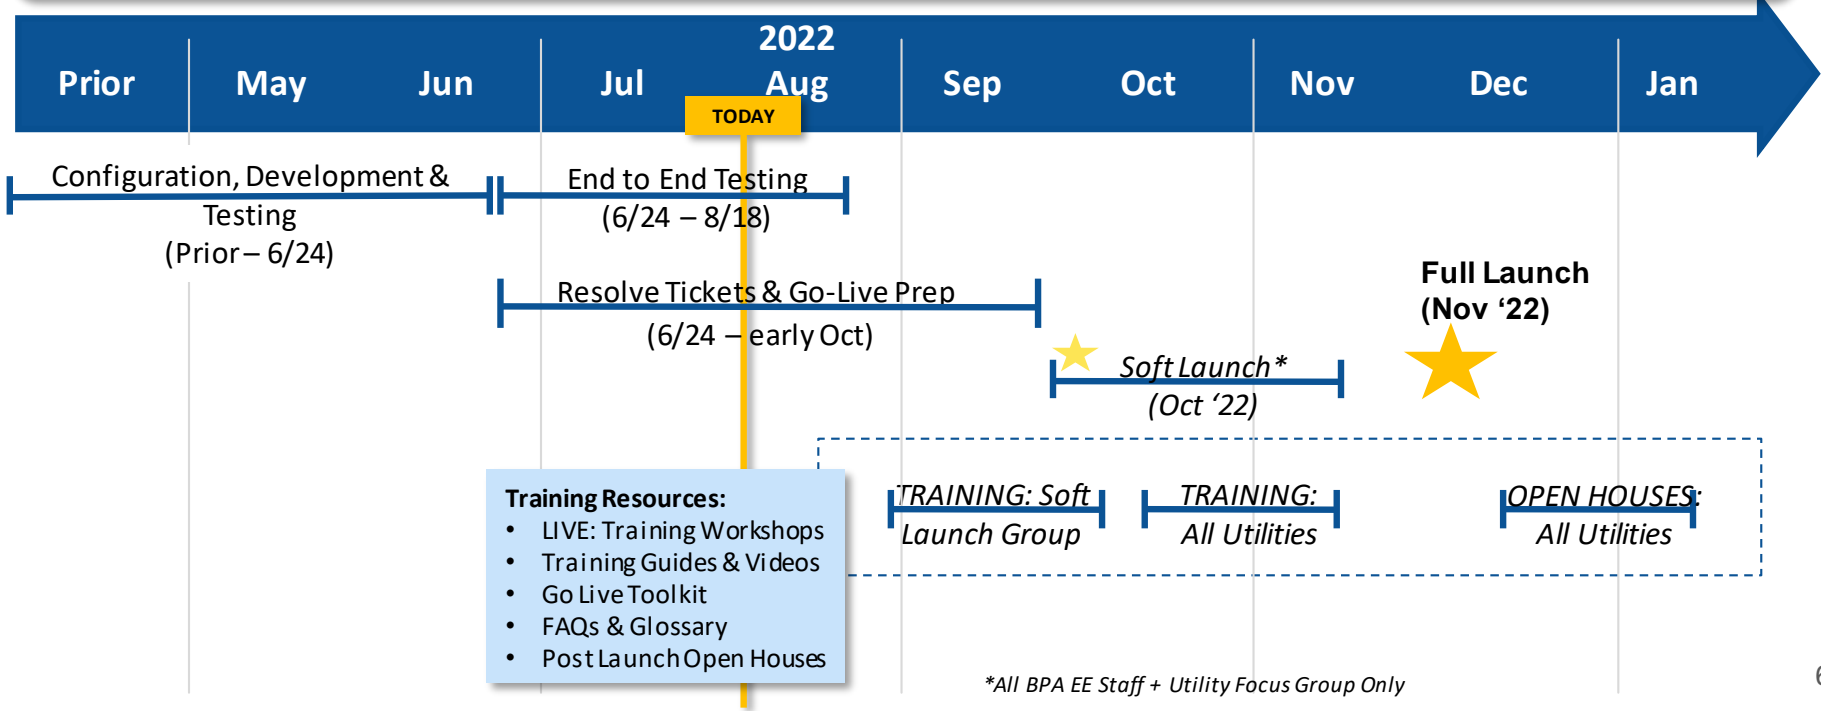 2022
Prior May Jun Jul Aug Sep Oct Nov Dec Jan
TODAY
Configuration, Development &
Testing
(Prior – 6/24)
End to End Testing
(6/24 – 8/18)
Resolve Tickets & Go-Live Prep
(6/24 – early Oct)
Full Launch
(Nov ‘22)
Soft Launch*
(Oct ‘22)
Training Resources:
• LIVE: Training Workshops
• Training Guides & Videos
• Go Live Toolkit
• FAQs & Glossary
• Post Launch Open Houses
TRAINING: Soft
Launch Group
TRAINING:
All Utilities
OPEN HOUSES:
All Utilities
*All BPA EE Staff + Utility Focus Group Only